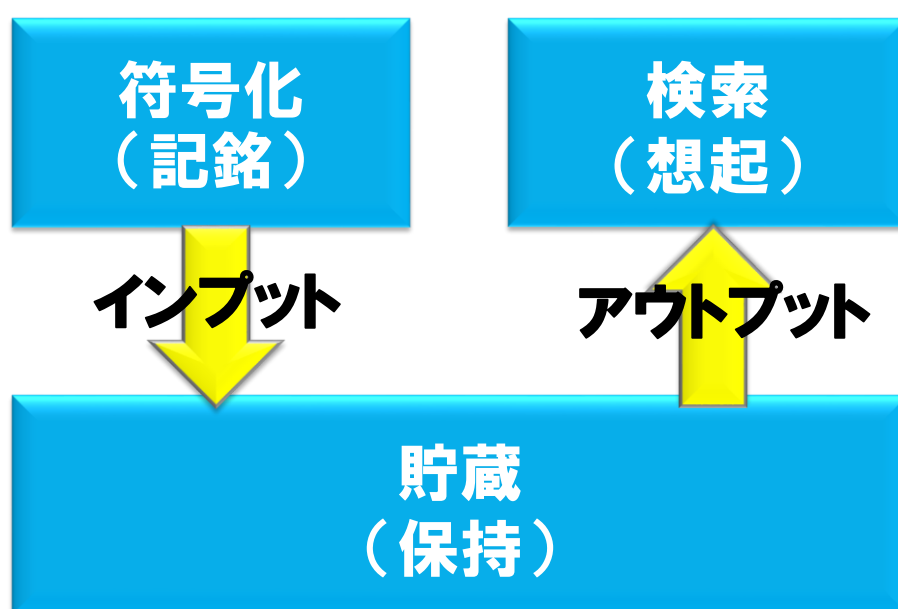 符号化
（記銘）
検索
（想起）
インプット
アウトプット
貯蔵
（保持）